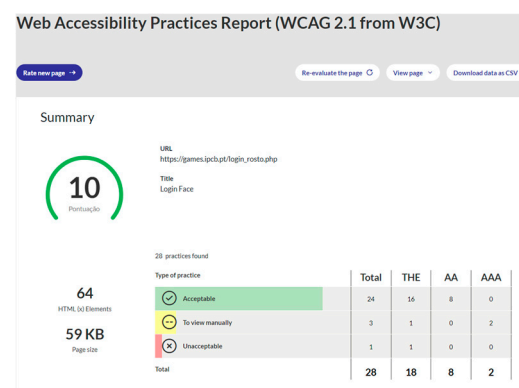 Web Accessibility Practices Report (WCAG 2.1 from W3C)
Rate new page →
Re-evaluate the page
View page
Download data as CSV
Summary
10
Pontuação
URL
https://games.ipcb.pt/login_rosto.php
Title
Login Face
64
HTML (x) Elements
59 KB
Page size
28 practices found
Type of practice Total THE AA AAA
Acceptable 24 16 8 0
To view manually 3 1 0 2
Unacceptable 1 1 0 0
Total 28 18 8 2